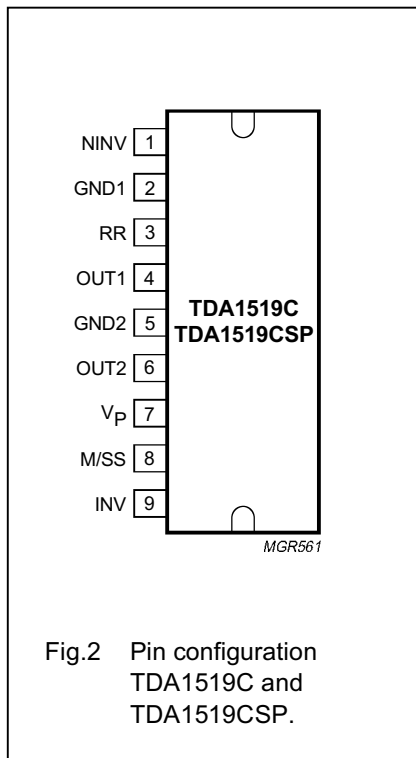 NINV 1
GND1 2
RR 3
OUT1 4
GND2 5
OUT2 6
VP 7
M/SS 8
INV 9
TDA1519C
TDA1519CSP
MGR561
Fig.2 Pin configuration
TDA1519C and
TDA1519CSP.